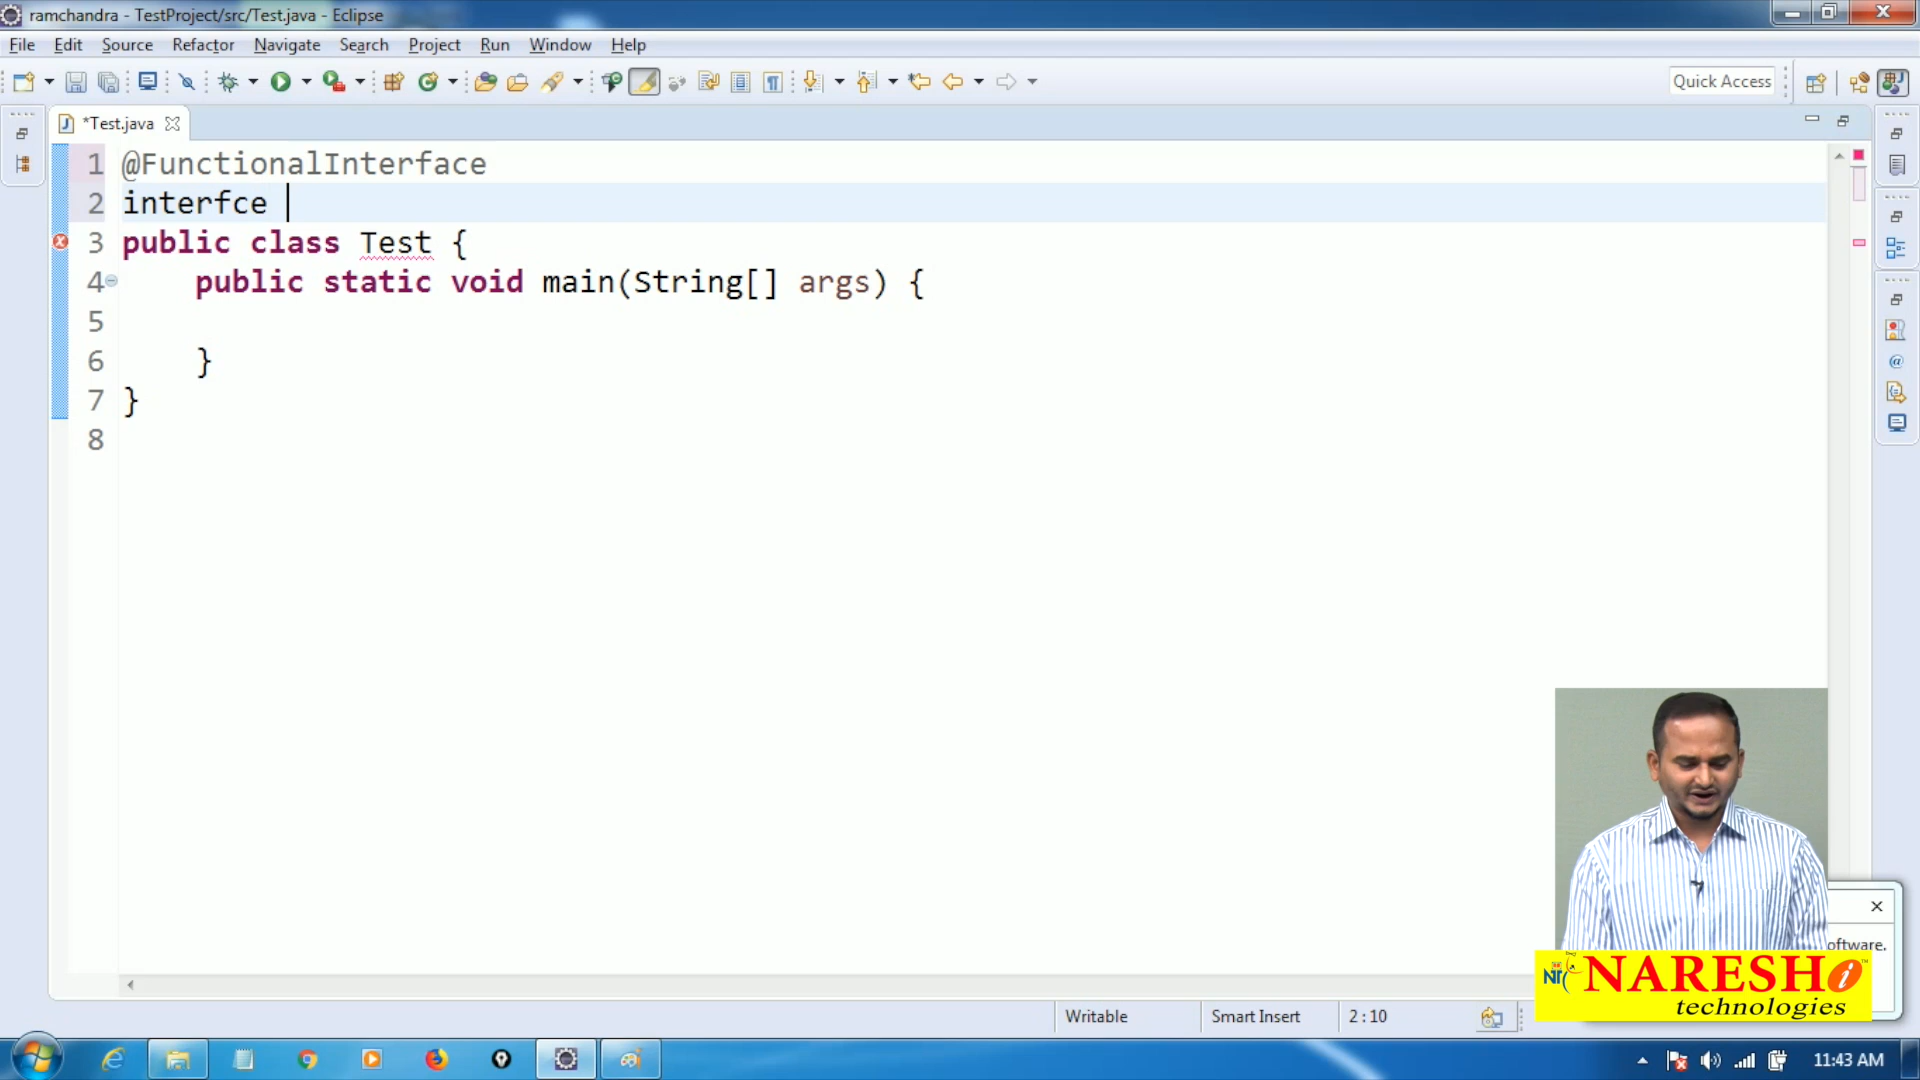 ramchandra - TestProject/src/Test.java - Eclipse
File Edit Source Refactor Navigate Search Project Run Window Help
Quick Access
*Test.java
1 @FunctionalInterface
2 interfce
3 public class Test {
4 public static void main(String[] args) {
5
6 }
7 }
8
oftware.
NARESH i
technologies
Writable Smart Insert 2 : 10
11:43 AM